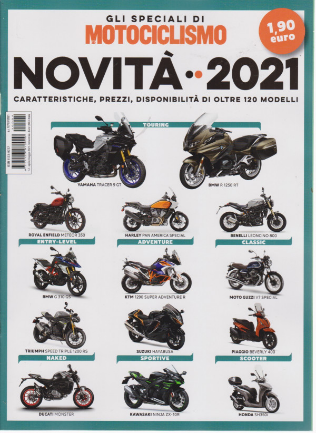 GLI SPECIALI DI
MOTOCICLISMO
1,90
euro
NOVITÀ••2021
CARATTERISTICHE, PREZZI, DISPONIBILITÀ DI OLTRE 120 MODELLI
TOURING
YAMAHA TRACER 9 GT
BMW R 1250 RT
ROYAL ENFIELD METEOR 350
HARLEY PAN AMERICA SPECIAL
BENELLI LEONCINO 800
ENTRY-LEVEL
ADVENTURE
CLASSIC
BMW G 310 GS
KTM 1290 SUPER ADVENTURE R
MOTO GUZZI V7 SPECIAL
TRIUMPH SPEED TRIPLE 1200 RS
SUZUKI HAYABUSA
PIAGGIO BEVERLY 400
NAKED
SPORTIVE
SCOOTER
DUCATI MONSTER
KAWASAKI NINJA ZX-10R
HONDA SH350i